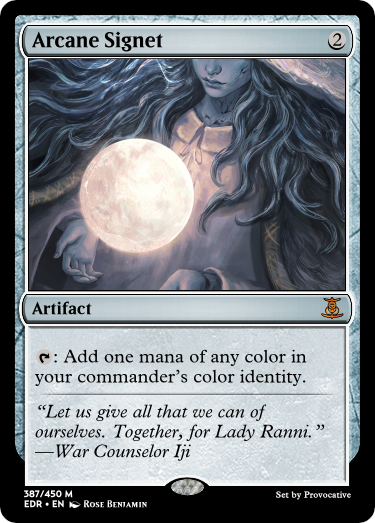 Arcane Signet 2
Artifact
: Add one mana of any color in
your commander's color identity.
“Let us give all that we can of
ourselves. Together, for Lady Ranni.”
—War Counselor Iji
387/450 M
EDR • EN Rose Benjamin
Set by Provocative